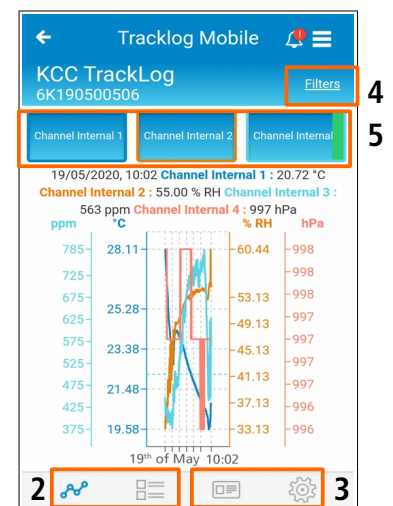 Tracklog Mobile
KCC TrackLog
6K190500506
Filters
4
Channel Internal 1
Channel Internal 2
Channel Internal
5
19/05/2020, 10:02 Channel Internal 1 : 20.72 °C
Channel Internal 2 : 55.00 % RH Channel Internal 3 :
563 ppm Channel Internal 4 : 997 hPa
ppm °C % RH hPa
785 28.11 60.44 998
725 998
675 25.28 53.13 998
625 49.13 997
575 23.38 45.13 997
525 997
475 21.48 41.13 997
425 37.13 996
375 19.58 33.13 996
19th of May 10:02
2
3